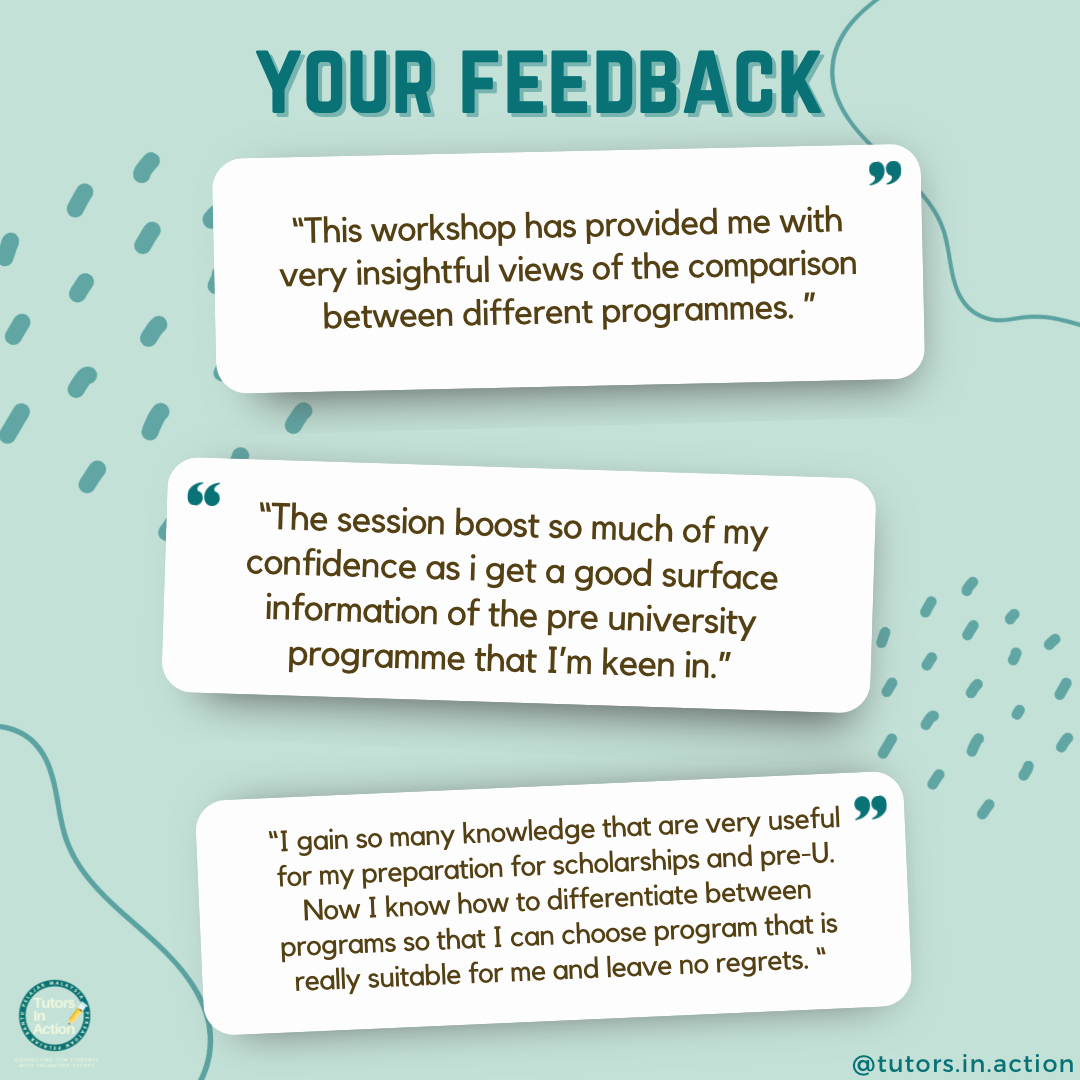 YOUR FEEDBACK
”
“This workshop has provided me with
very insightful views of the comparison
between different programmes. ”
“
“The session boost so much of my
confidence as i get a good surface
information of the pre university
programme that I’m keen in.”
”
“I gain so many knowledge that are very useful
for my preparation for scholarships and pre-U.
Now I know how to differentiate between
programs so that I can choose program that is
really suitable for me and leave no regrets. “
Tutors
In
Action
@tutors.in.action